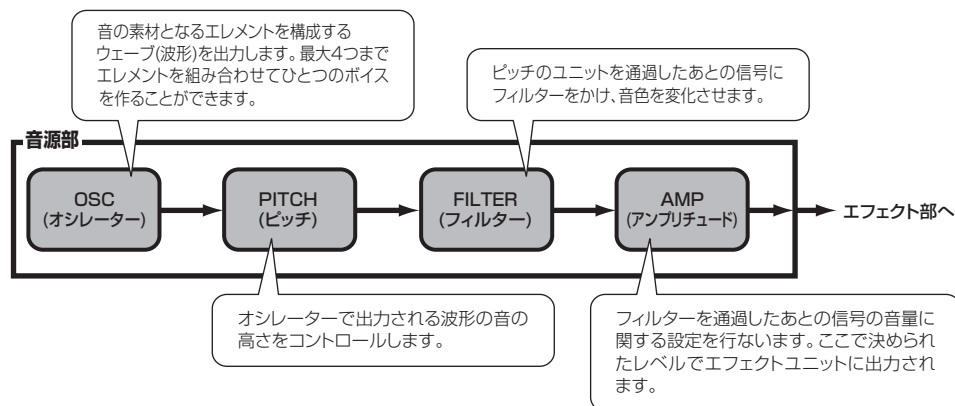 音の素材となるエレメントを構成する
ウェーブ(波形)を出力します。最大4つまで
エレメントを組み合わせてひとつのボイス
を作ることができます。
ピッチのユニットを通過したあとの信号に
フィルターをかけ、音色を変化させます。
音源部
OSC
(オシレーター)
PITCH
(ピッチ)
FILTER
(フィルター)
AMP
(アンプリチュード)
エフェクト部へ
オシレーターで出力される波形の音の
高さをコントロールします。
フィルターを通過したあとの信号の音量に
関する設定を行ないます。ここで決められ
たレベルでエフェクトユニットに出力され
ます。